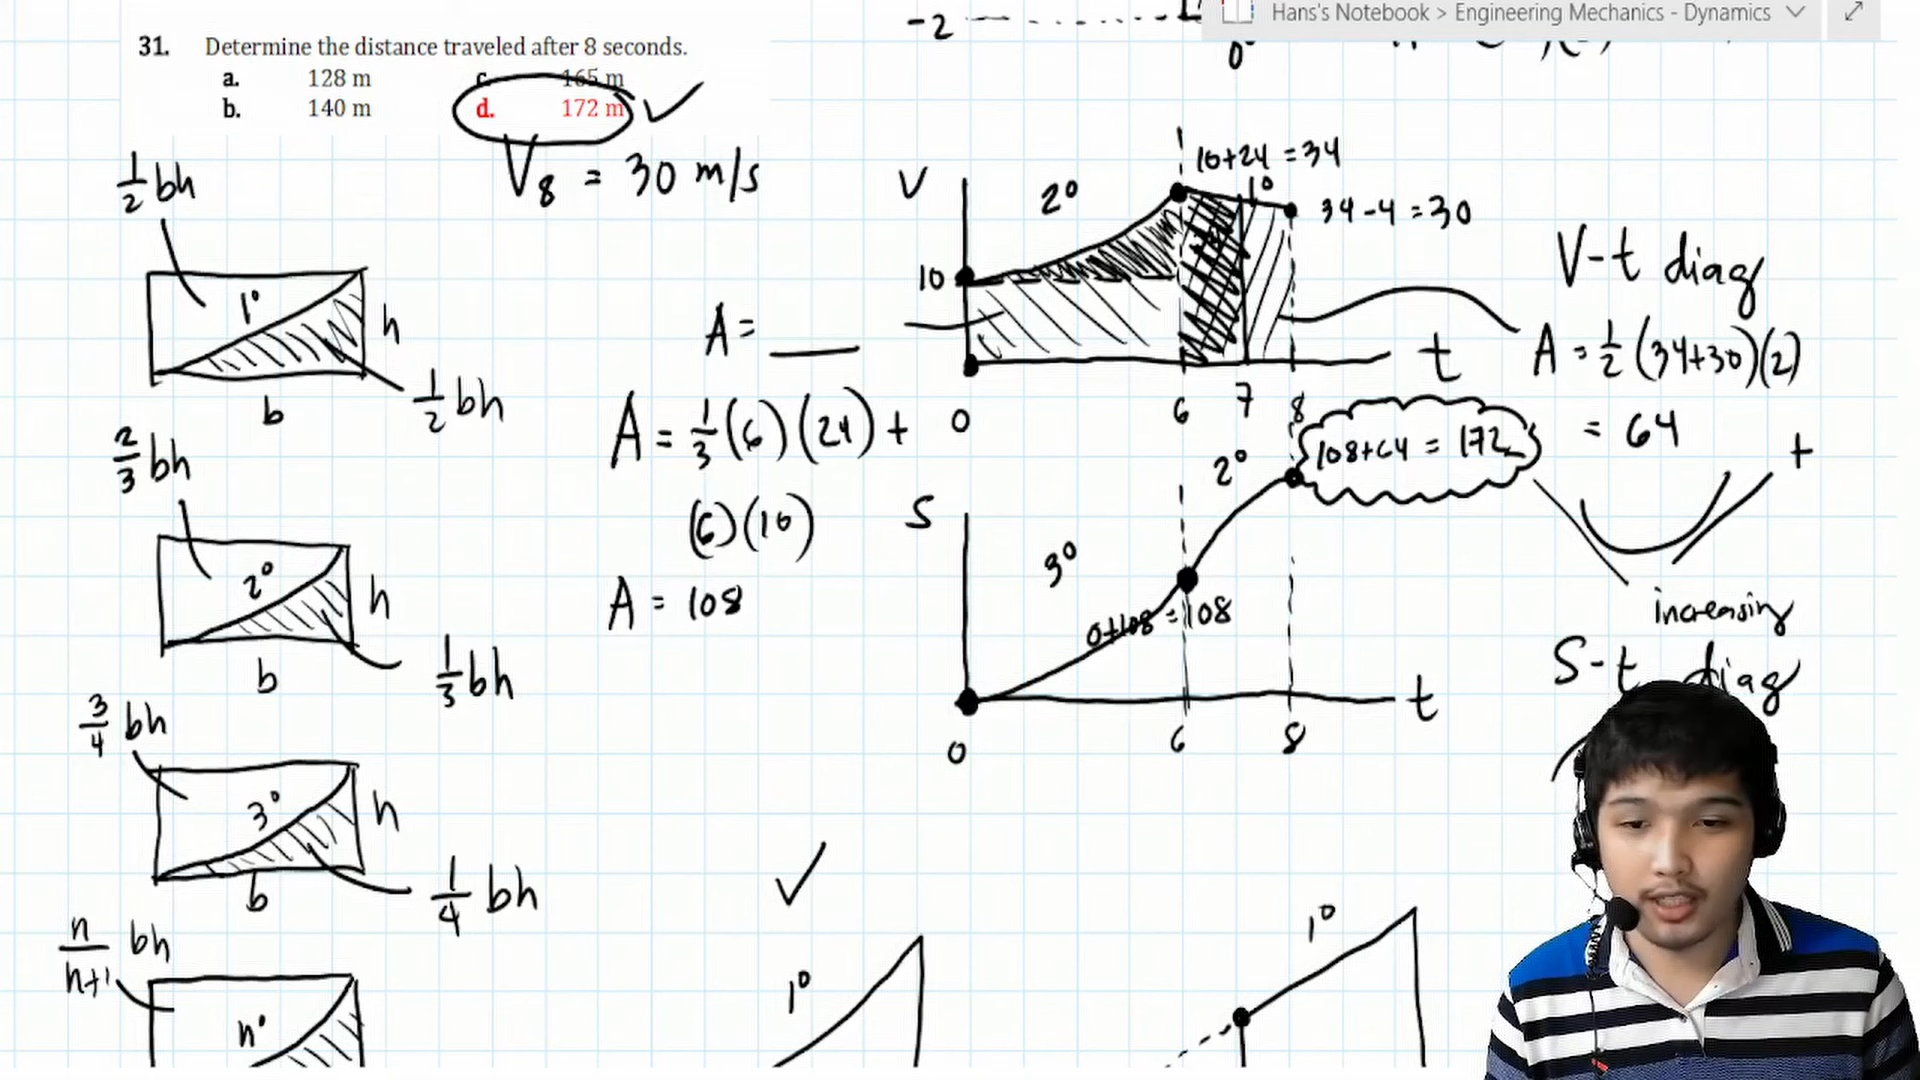 Hans's Notebook > Engineering Mechanics - Dynamics
-2
0
31. Determine the distance traveled after 8 seconds.
a. 128 m c. 165 m
b. 140 m d. 172 m
V8 = 30 m/s
1/2 bh
1°
h
b
1/2 bh
2/3 bh
2°
h
b
1/3 bh
3/4 bh
3°
h
b
1/4 bh
n/n+1 bh
n°
A = ___
A = 1/3 (6)(24) +
(6)(10)
A = 108
V
2°
10+24 = 34
1°
34-4 = 30
10
0
6
7
8
t
V-t diag
A = 1/2 (34+30)(2)
= 64
S
3°
2°
0+108 = 108
108+64 = 172
0
6
8
t
+
increasing
S-t diag
1°
1°